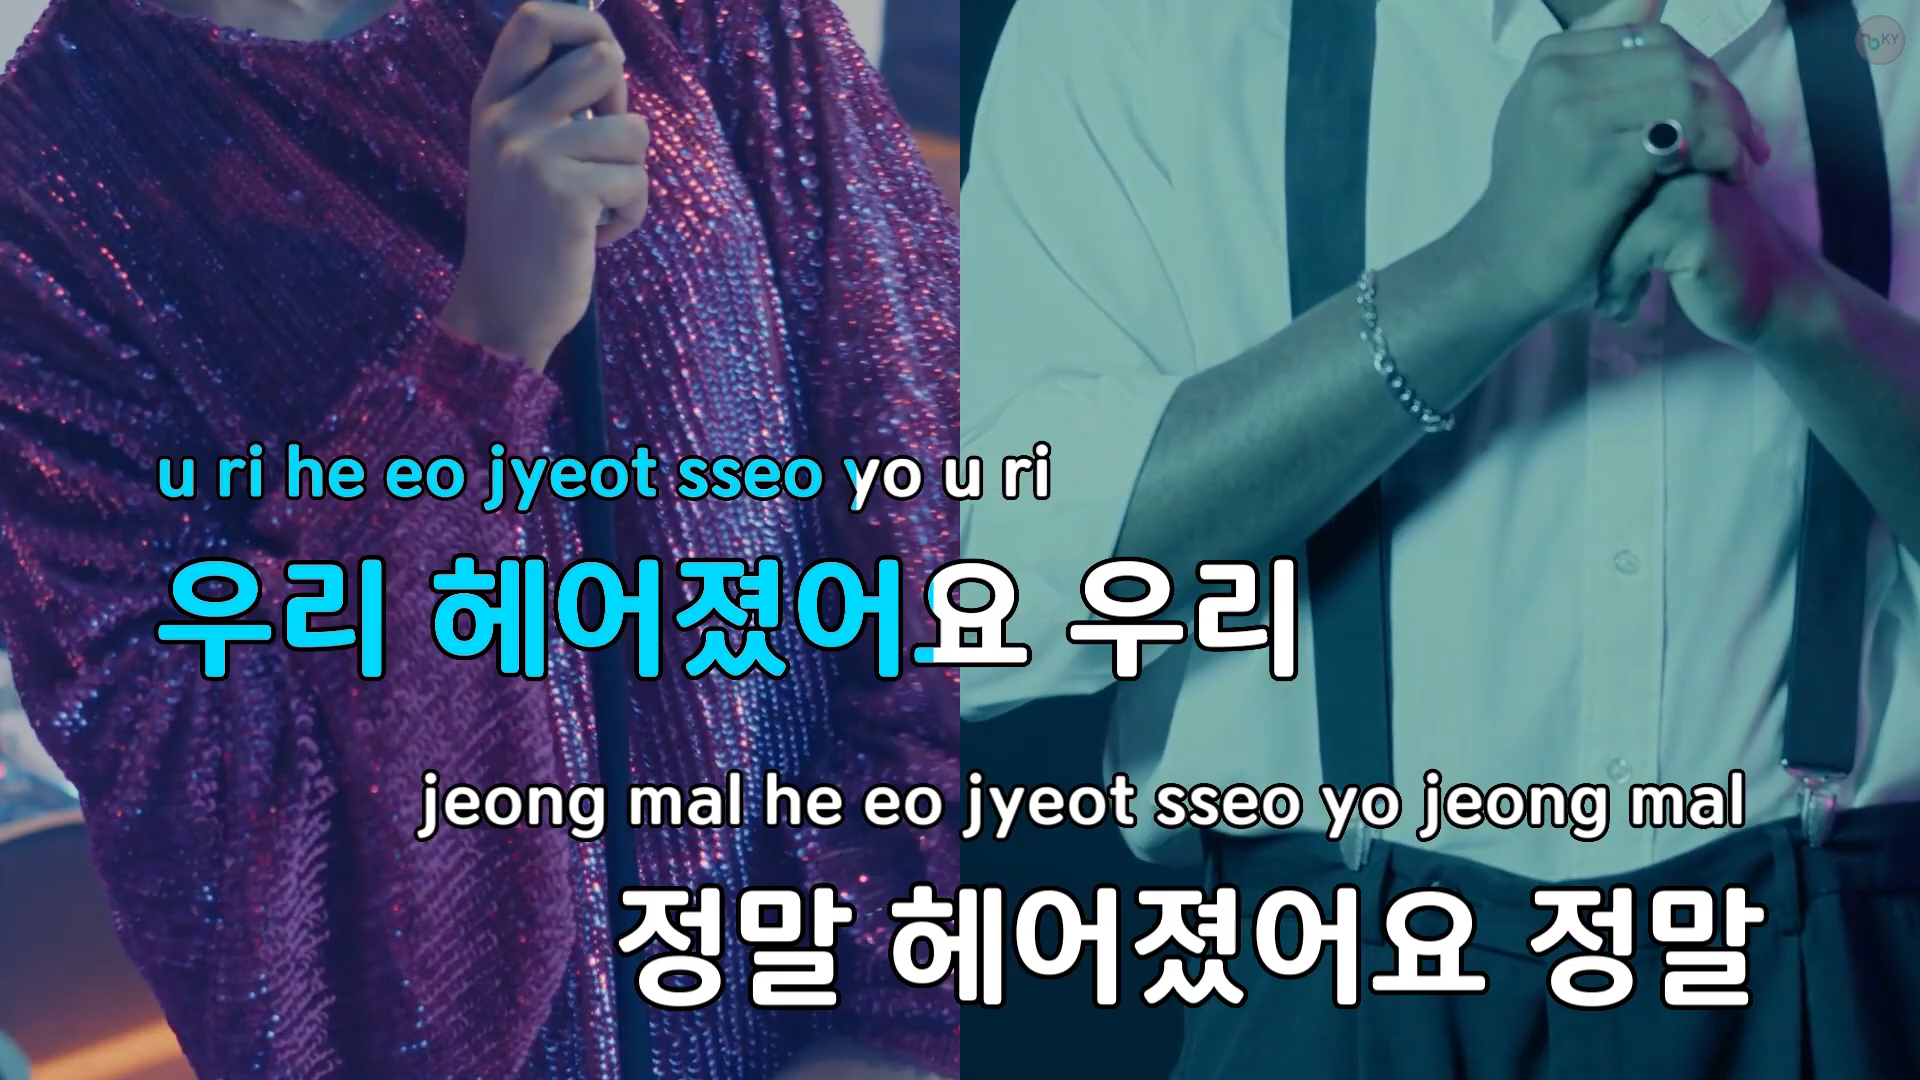 KY
u ri he eo jyeot sseo yo u ri
우리 헤어졌어요 우리
jeong mal he eo jyeot sseo yo jeong mal
정말 헤어졌어요 정말